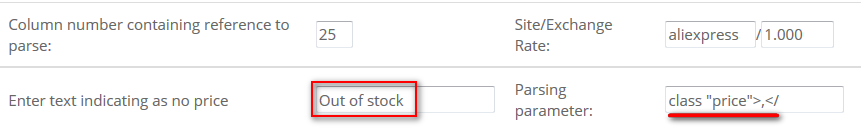 Column number containing reference to parse: 25 Site/Exchange Rate: aliexpress / 1.000
Enter text indicating as no price Out of stock Parsing parameter: class "price">,</